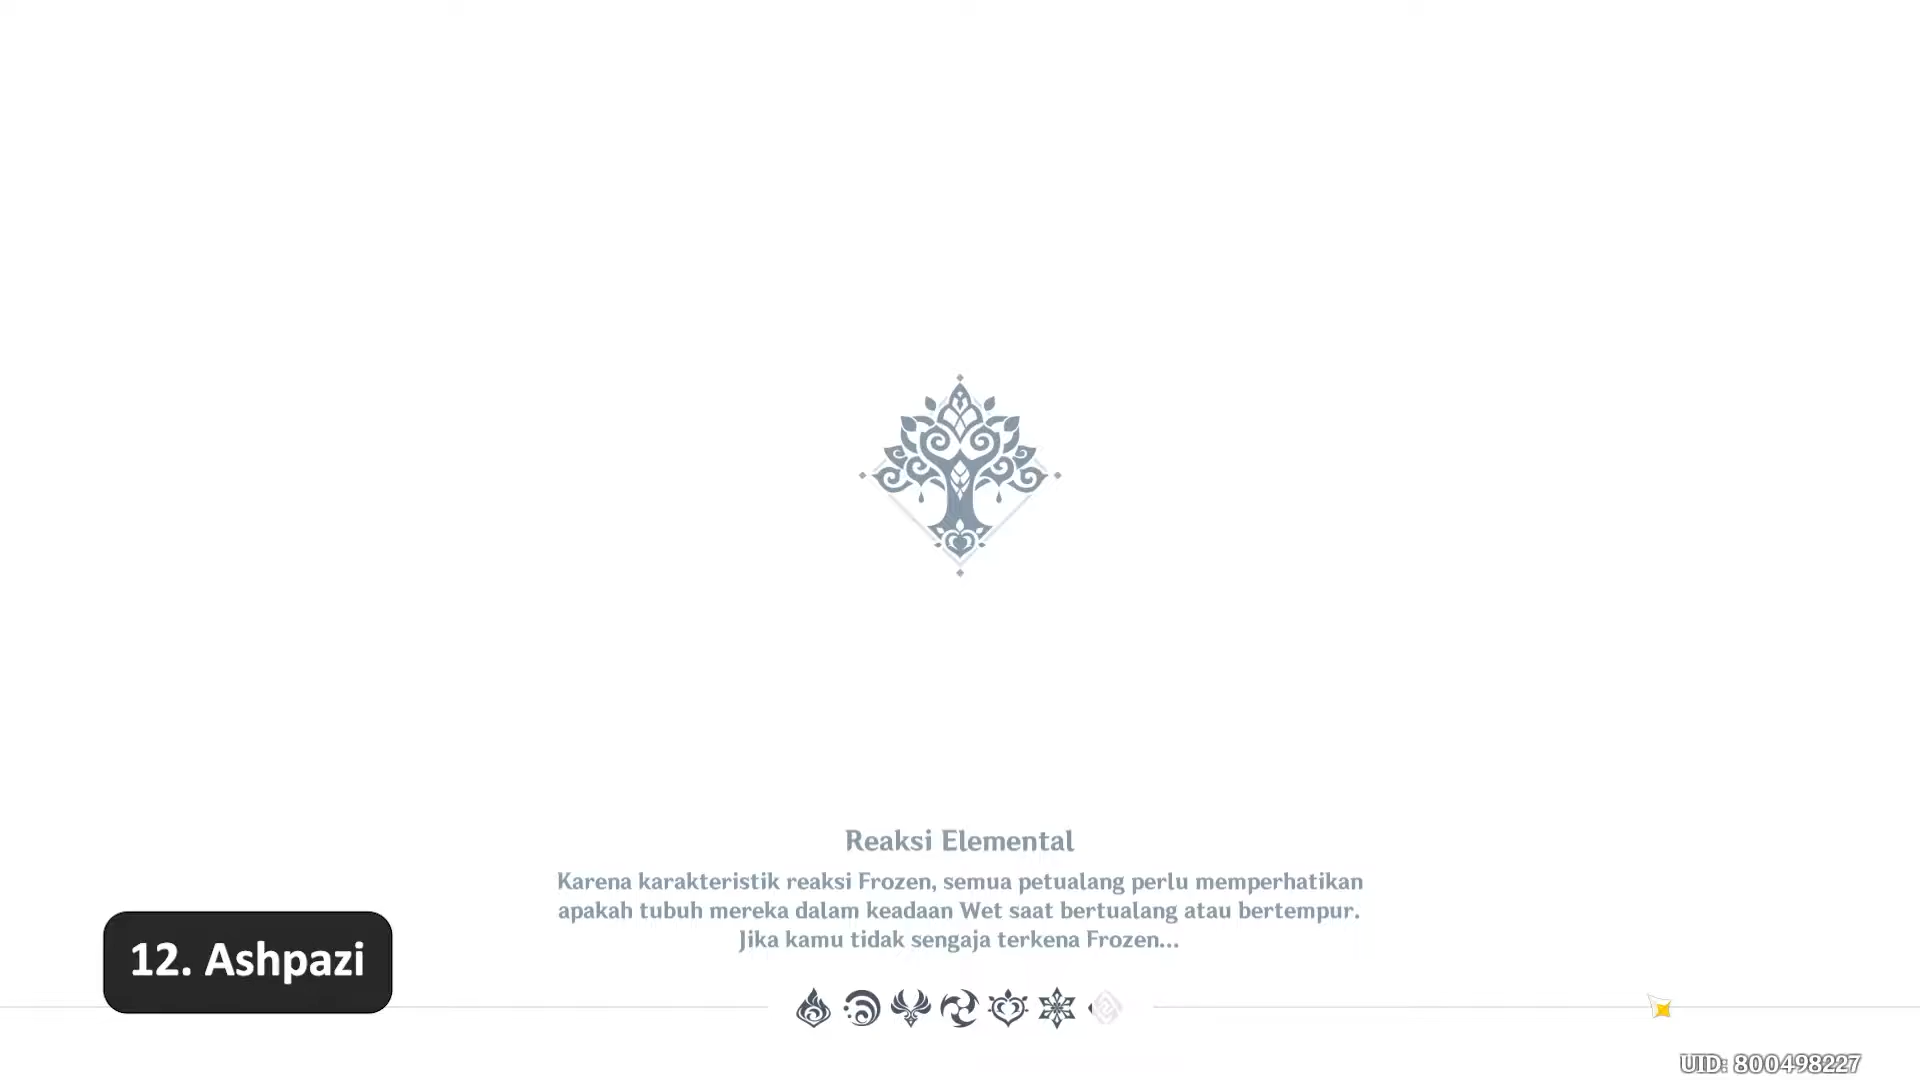 Reaksi Elemental
Karena karakteristik reaksi Frozen, semua petualang perlu memperhatikan
apakah tubuh mereka dalam keadaan Wet saat bertualang atau bertempur.
Jika kamu tidak sengaja terkena Frozen...
12. Ashpazi
UID: 800498227